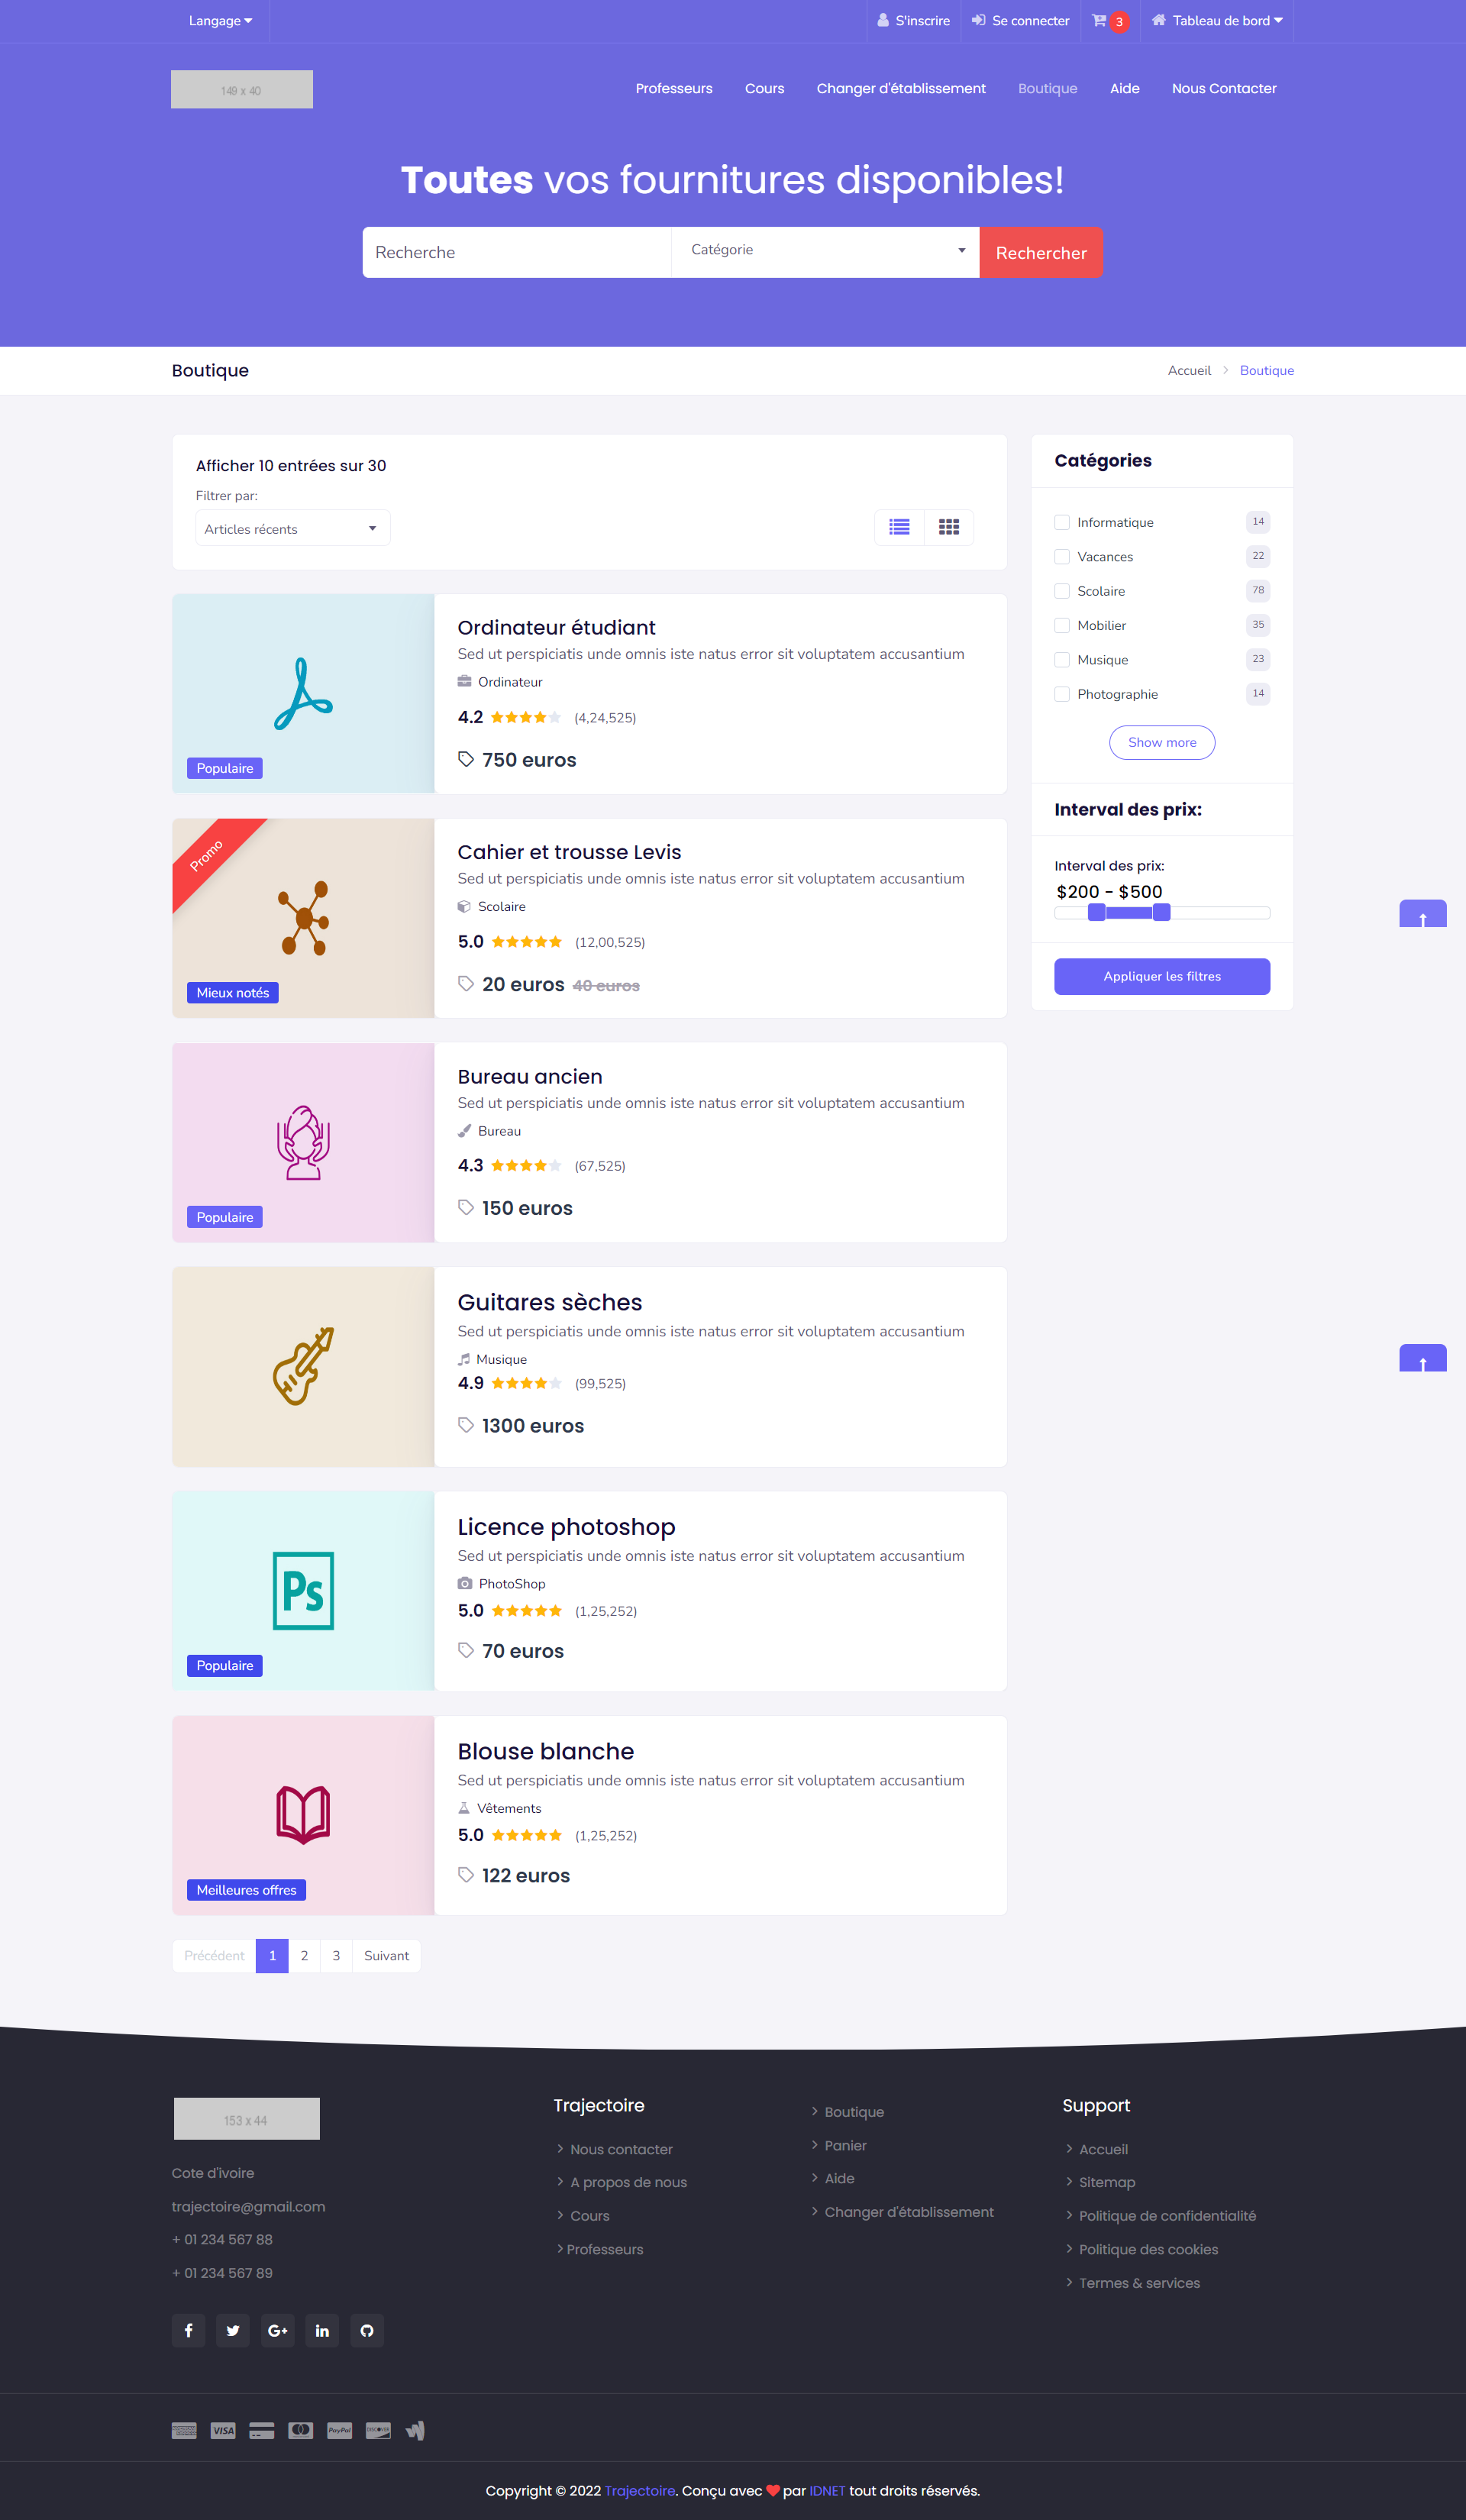 Langage
S'inscrire
Se connecter
3
Tableau de bord
149 x 40
Professeurs
Cours
Changer d'établissement
Boutique
Aide
Nous Contacter
Toutes vos fournitures disponibles!
Recherche
Catégorie
Rechercher
Boutique
Accueil
Boutique
Afficher 10 entrées sur 30
Filtrer par:
Articles récents
Populaire
Ordinateur étudiant
Sed ut perspiciatis unde omnis iste natus error sit voluptatem accusantium
Ordinateur
4.2 (4,24,525)
750 euros
Promo
Mieux notés
Cahier et trousse Levis
Sed ut perspiciatis unde omnis iste natus error sit voluptatem accusantium
Scolaire
5.0 (12,00,525)
20 euros 40 euros
Populaire
Bureau ancien
Sed ut perspiciatis unde omnis iste natus error sit voluptatem accusantium
Bureau
4.3 (67,525)
150 euros
Guitares sèches
Sed ut perspiciatis unde omnis iste natus error sit voluptatem accusantium
Musique
4.9 (99,525)
1300 euros
Ps
Populaire
Licence photoshop
Sed ut perspiciatis unde omnis iste natus error sit voluptatem accusantium
PhotoShop
5.0 (1,25,252)
70 euros
Meilleures offres
Blouse blanche
Sed ut perspiciatis unde omnis iste natus error sit voluptatem accusantium
Vêtements
5.0 (1,25,252)
122 euros
Précédent 1 2 3 Suivant
Catégories
Informatique 14
Vacances 22
Scolaire 78
Mobilier 35
Musique 23
Photographie 14
Show more
Interval des prix:
Interval des prix:
$200 - $500
Appliquer les filtres
153 x 44
Cote d'ivoire
trajectoire@gmail.com
+ 01 234 567 88
+ 01 234 567 89
G+
in
Trajectoire
Nous contacter
A propos de nous
Cours
Professeurs
Boutique
Panier
Aide
Changer d'établissement
Support
Accueil
Sitemap
Politique de confidentialité
Politique des cookies
Termes & services
VISA
PayPal
DISCOVER
Copyright © 2022 Trajectoire. Conçu avec par IDNET tout droits réservés.